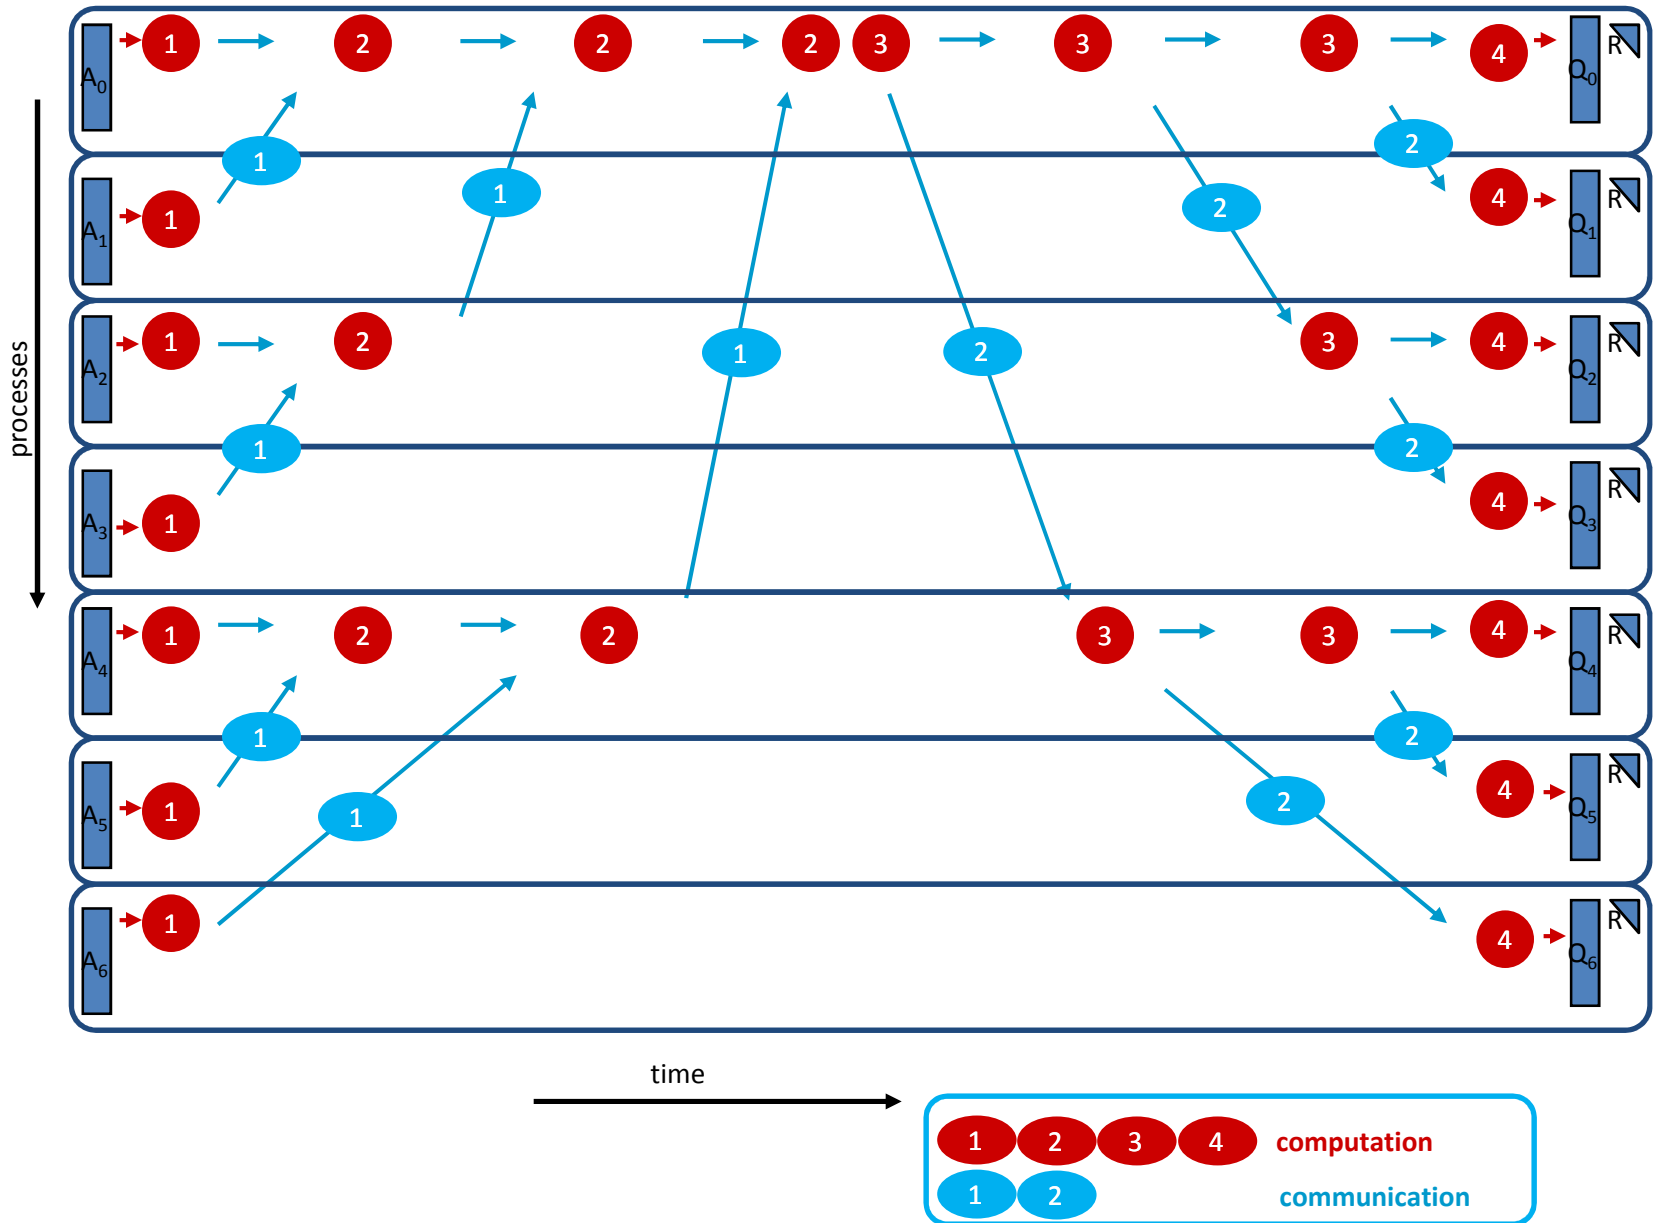 A0 1 2 2 2 3 3 3 4 Q0 R
1 1 2 2
A1 1 4 Q1 R
A2 1 2 1 2 3 4 Q2 R
1 2
A3 1 4 Q3 R
A4 1 2 2 3 3 4 Q4 R
1 2
A5 1 1 2 4 Q5 R
A6 1 4 Q6 R
processes
time
1 2 3 4 computation
1 2 communication